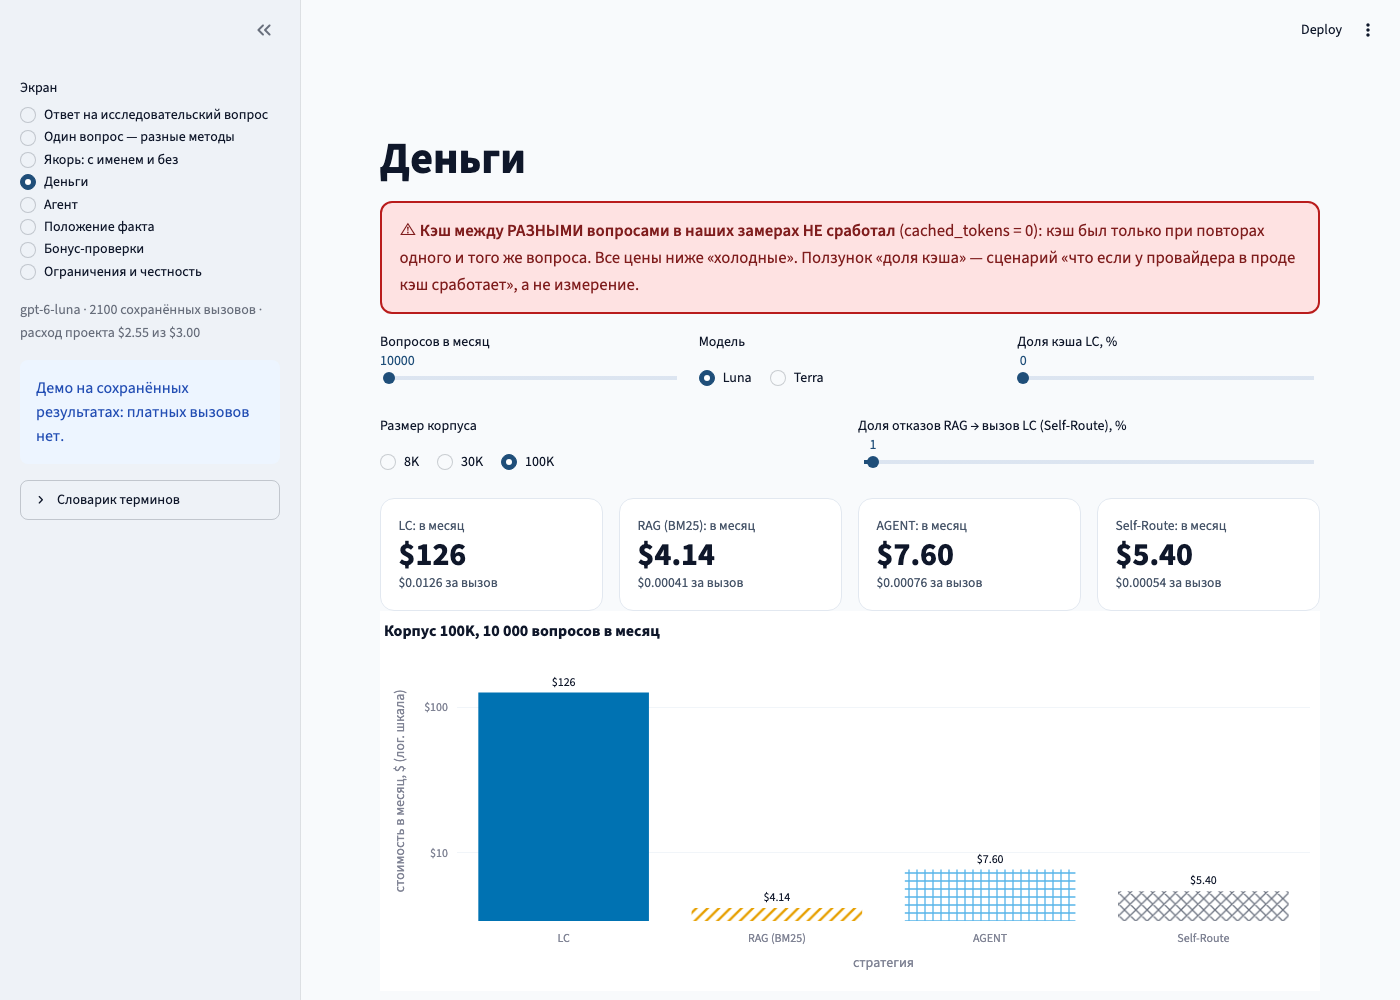 Deploy
Экран
Ответ на исследовательский вопрос
Один вопрос — разные методы
Якорь: с именем и без
Деньги
Агент
Положение факта
Бонус-проверки
Ограничения и честность
gpt-6-luna · 2100 сохранённых вызовов ·
расход проекта $2.55 из $3.00
Демо на сохранённых
результатах: платных вызовов
нет.
Словарик терминов
Деньги
⚠ Кэш между РАЗНЫМИ вопросами в наших замерах НЕ сработал (cached_tokens = 0): кэш был только при повторах
одного и того же вопроса. Все цены ниже «холодные». Ползунок «доля кэша» — сценарий «что если у провайдера в проде
кэш сработает», а не измерение.
Вопросов в месяц
10000
Модель
Luna Terra
Доля кэша LC, %
0
Размер корпуса
8K 30K 100K
Доля отказов RAG → вызов LC (Self-Route), %
1
LC: в месяц
$126
$0.0126 за вызов
RAG (BM25): в месяц
$4.14
$0.00041 за вызов
AGENT: в месяц
$7.60
$0.00076 за вызов
Self-Route: в месяц
$5.40
$0.00054 за вызов
Корпус 100K, 10 000 вопросов в месяц
стоимость в месяц, $ (лог. шкала)
$100
$10
$126
$4.14
$7.60
$5.40
LC
RAG (BM25)
AGENT
Self-Route
стратегия